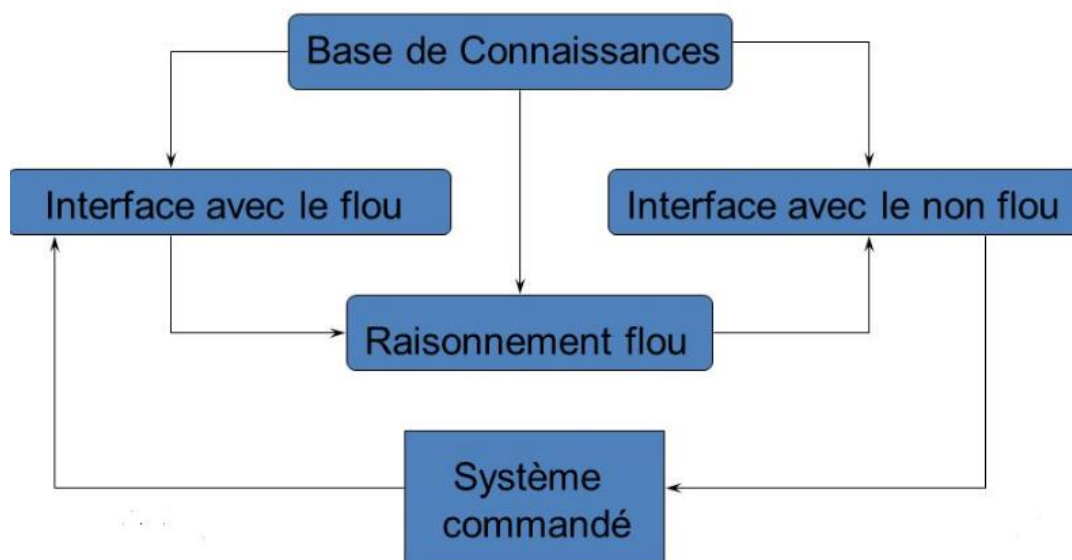 Base de Connaissances
Interface avec le flou
Interface avec le non flou
Raisonnement flou
Système
commandé